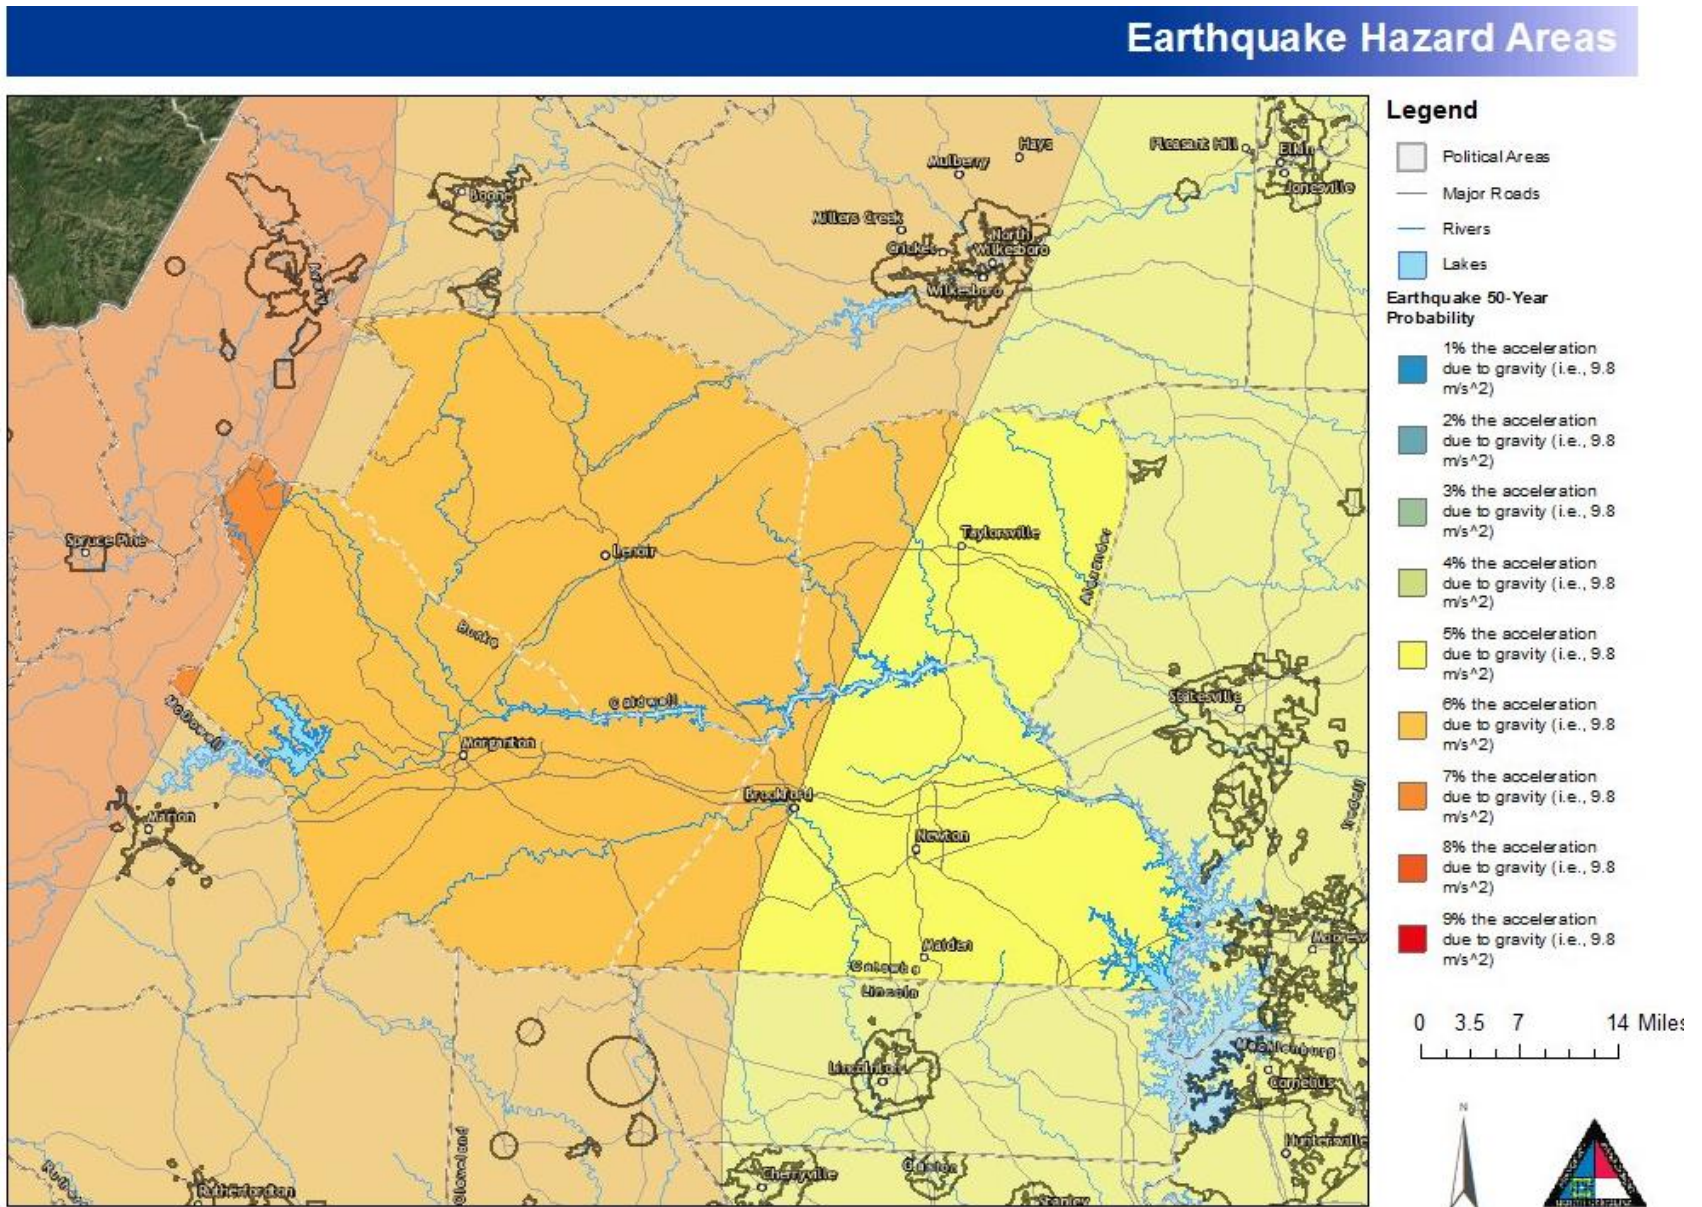 Earthquake Hazard Areas
Legend
Political Areas
Major Roads
Rivers
Lakes
Earthquake 50-Year
Probability
1% the acceleration
due to gravity (i.e., 9.8
m/s^2)
2% the acceleration
due to gravity (i.e., 9.8
m/s^2)
3% the acceleration
due to gravity (i.e., 9.8
m/s^2)
4% the acceleration
due to gravity (i.e., 9.8
m/s^2)
5% the acceleration
due to gravity (i.e., 9.8
m/s^2)
6% the acceleration
due to gravity (i.e., 9.8
m/s^2)
7% the acceleration
due to gravity (i.e., 9.8
m/s^2)
8% the acceleration
due to gravity (i.e., 9.8
m/s^2)
9% the acceleration
due to gravity (i.e., 9.8
m/s^2)
0 3.5 7 14 Miles
N
Hays
Pleasant Hill
Elkin
Mulberry
Jonesville
Boone
Millers Creek
North
Wilkesboro
Cricket
Wilkesboro
Avery
Spruce Pine
Lenoir
Taylorsville
Alexander
Burke
Caldwell
McDowell
Statesville
Morganton
Brookford
Marion
Newton
Iredell
Maiden
Catawba
Lincoln
Mooresv
Mecklenburg
Lincolnton
Cornelius
Huntersville
Cleveland
Cherryville
Gaston
Rutherfordton
Stanley